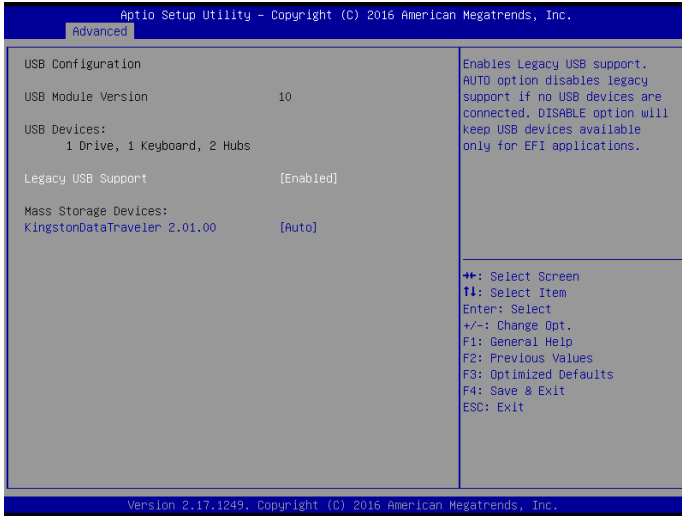 Aptio Setup Utility – Copyright (C) 2016 American Megatrends, Inc.
Advanced
USB Configuration
USB Module Version 10
USB Devices:
1 Drive, 1 Keyboard, 2 Hubs
Legacy USB Support [Enabled]
Mass Storage Devices:
KingstonDataTraveler 2.01.00 [Auto]
Enables Legacy USB support.
AUTO option disables legacy
support if no USB devices are
connected. DISABLE option will
keep USB devices available
only for EFI applications.
→←: Select Screen
↑↓: Select Item
Enter: Select
+/-: Change Opt.
F1: General Help
F2: Previous Values
F3: Optimized Defaults
F4: Save & Exit
ESC: Exit
Version 2.17.1249. Copyright (C) 2016 American Megatrends, Inc.